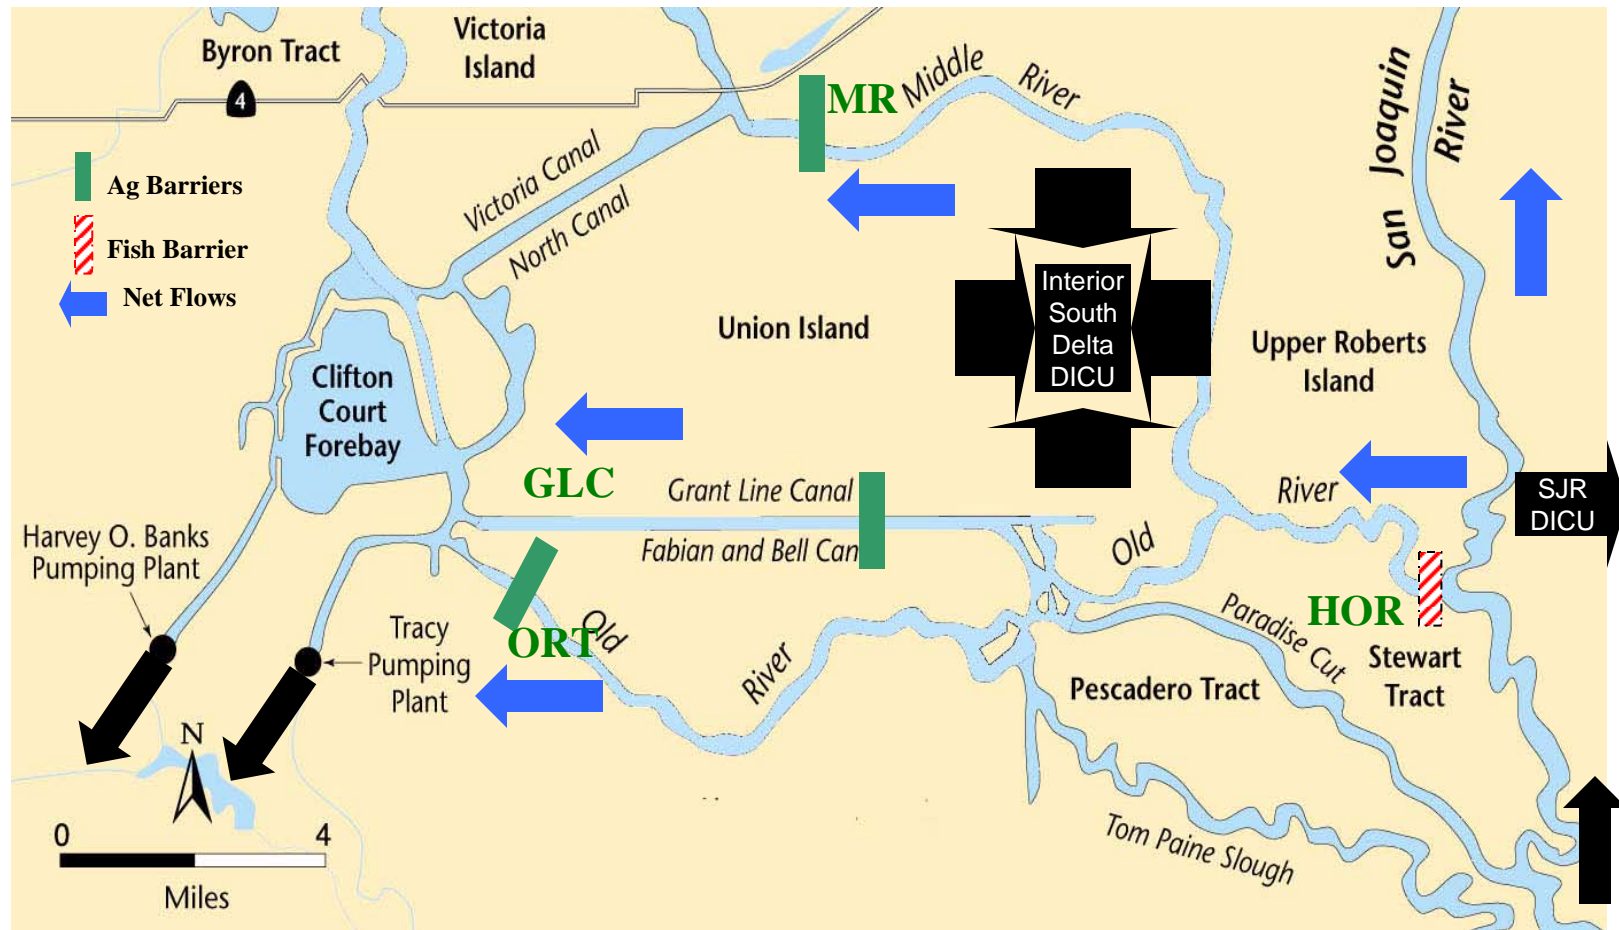 Byron Tract
Victoria
Island
4
Middle
River
MR
San Joaquin
River
Ag Barriers
Fish Barrier
Net Flows
Victoria Canal
North Canal
Interior
South
Delta
DICU
Union Island
Upper Roberts
Island
Clifton
Court
Forebay
GLC
Grant Line Canal
Fabian and Bell Can
River
Old
SJR
DICU
Harvey O. Banks
Pumping Plant
ORT
Old
River
Tracy
Pumping
Plant
HOR
Paradise Cut
Stewart
Tract
Pescadero Tract
Tom Paine Slough
N
0 4
Miles